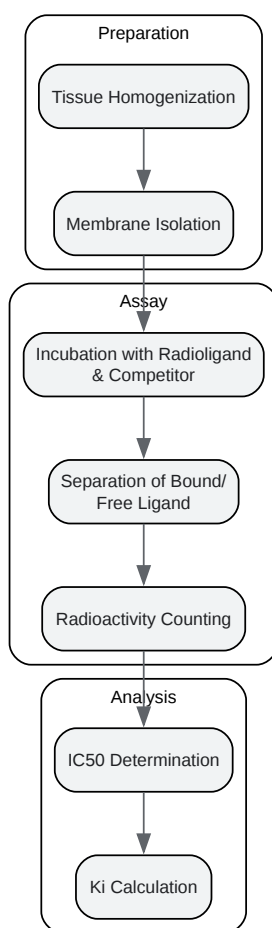 Preparation
Tissue Homogenization
Membrane Isolation
Assay
Incubation with Radioligand
& Competitor
Separation of Bound/
Free Ligand
Radioactivity Counting
Analysis
IC50 Determination
Ki Calculation